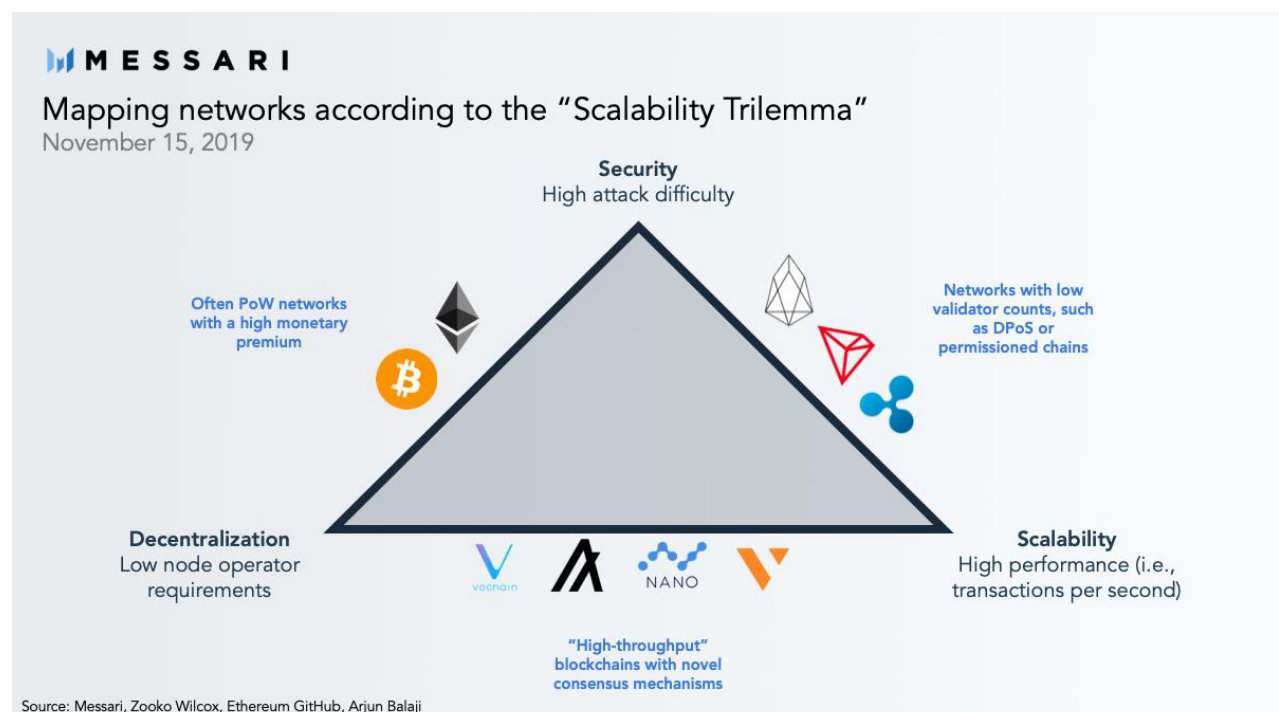 MESSARI
Mapping networks according to the “Scalability Trilemma”
November 15, 2019
Security
High attack difficulty
Often PoW networks
with a high monetary
premium
Networks with low
validator counts, such
as DPoS or
permissioned chains
Decentralization
Low node operator
requirements
Scalability
High performance (i.e.,
transactions per second)
vochain
NANO
“High-throughput”
blockchains with novel
consensus mechanisms
Source: Messari, Zooko Wilcox, Ethereum GitHub, Arjun Balaji